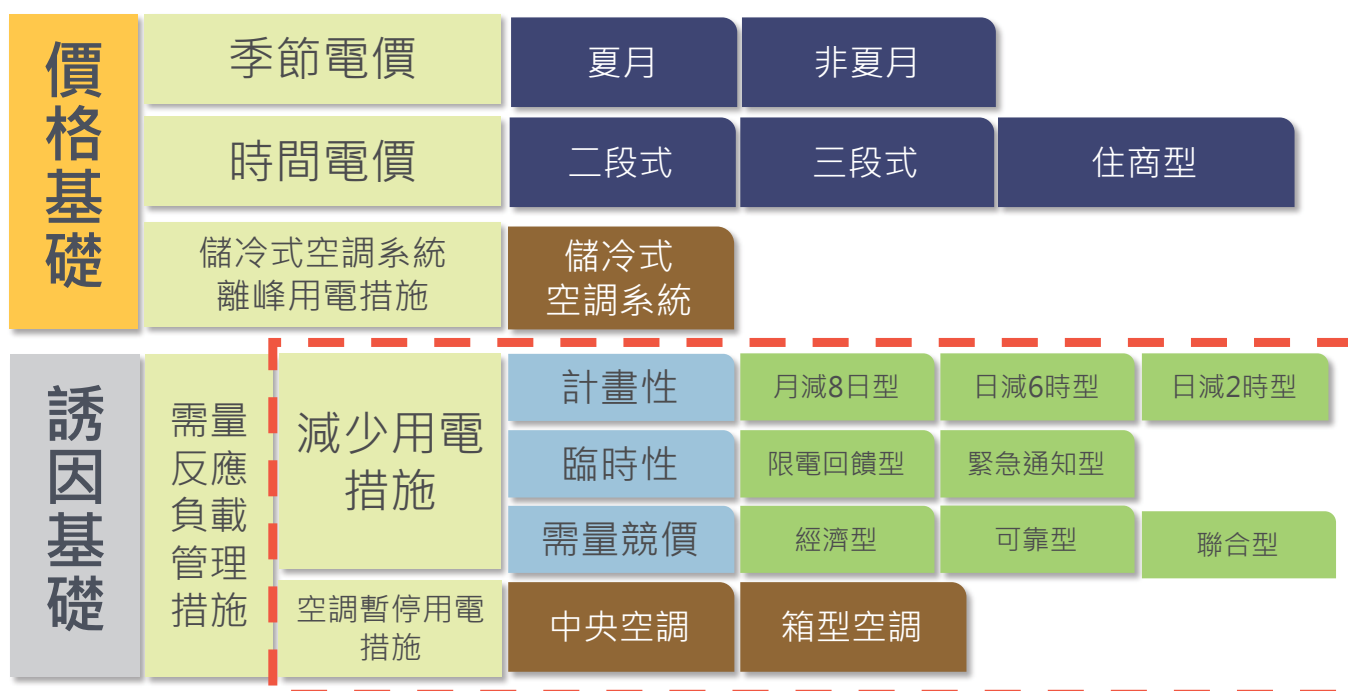 價格基礎
季節電價
夏月
非夏月
時間電價
二段式
三段式
住商型
儲冷式空調系統
離峰用電措施
儲冷式
空調系統
誘因基礎
需量
反應
負載
管理
措施
減少用電
措施
計畫性
月減8日型
日減6時型
日減2時型
臨時性
限電回饋型
緊急通知型
需量競價
經濟型
可靠型
聯合型
空調暫停用電
措施
中央空調
箱型空調